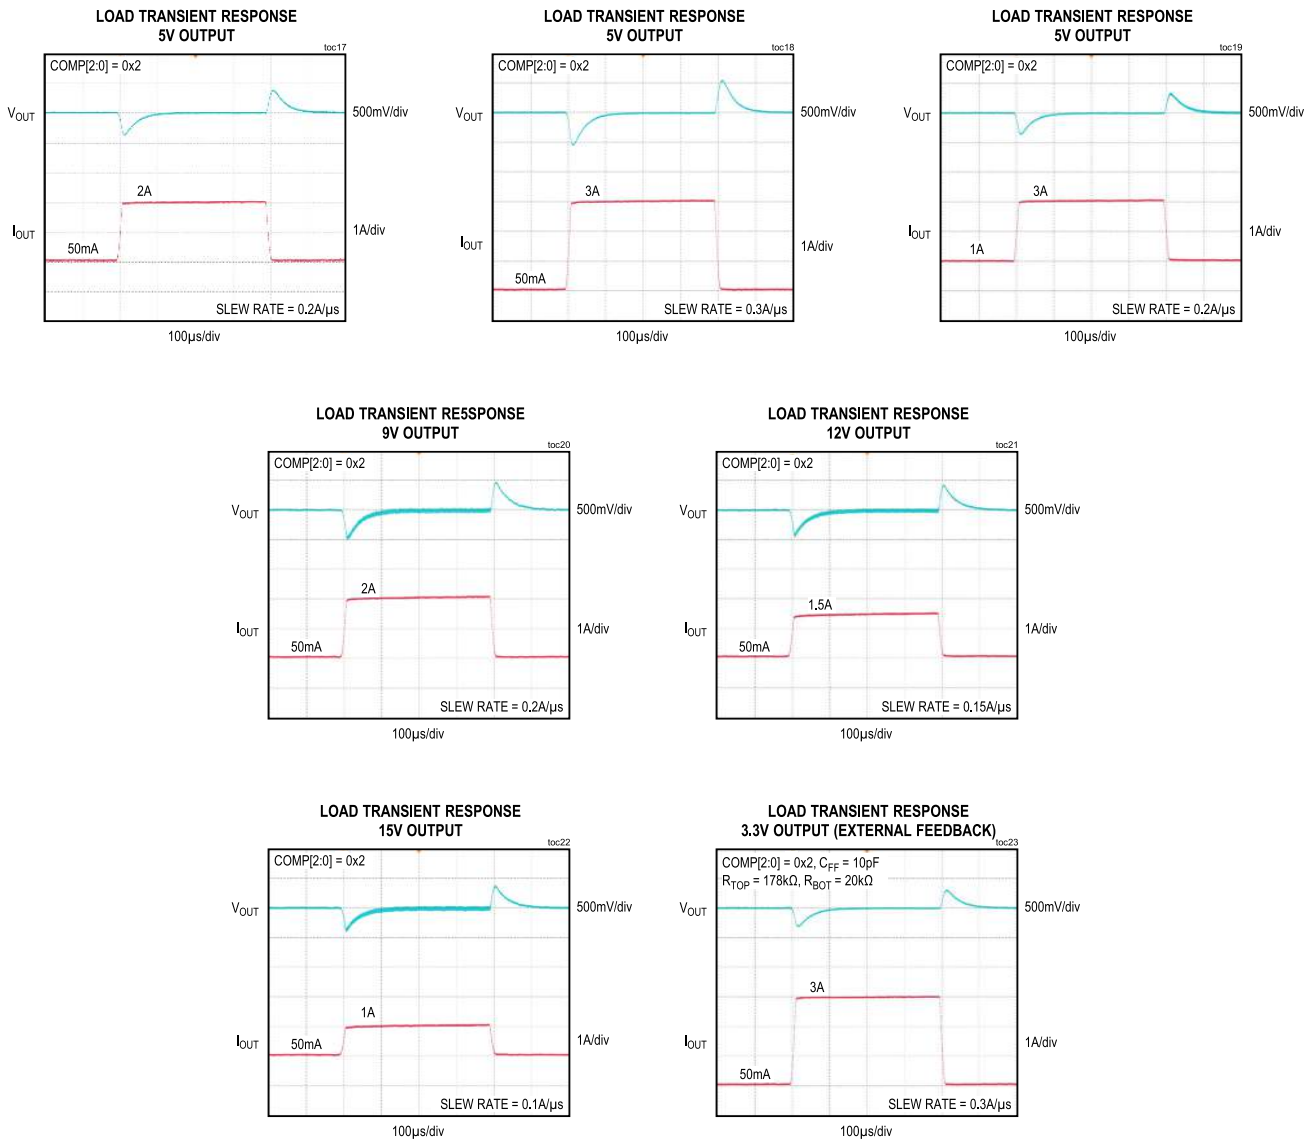 LOAD TRANSIENT RESPONSE
5V OUTPUT
toc17
COMP[2:0] = 0x2
VOUT
500mV/div
2A
IOUT
1A/div
50mA
SLEW RATE = 0.2A/µs
100µs/div
LOAD TRANSIENT RESPONSE
5V OUTPUT
toc18
COMP[2:0] = 0x2
VOUT
500mV/div
3A
IOUT
1A/div
50mA
SLEW RATE = 0.3A/µs
100µs/div
LOAD TRANSIENT RESPONSE
5V OUTPUT
toc19
COMP[2:0] = 0x2
VOUT
500mV/div
3A
IOUT
1A/div
1A
SLEW RATE = 0.2A/µs
100µs/div
LOAD TRANSIENT RE5SPONSE
9V OUTPUT
toc20
COMP[2:0] = 0x2
VOUT
500mV/div
2A
IOUT
1A/div
50mA
SLEW RATE = 0.2A/µs
100µs/div
LOAD TRANSIENT RESPONSE
12V OUTPUT
toc21
COMP[2:0] = 0x2
VOUT
500mV/div
1.5A
IOUT
1A/div
50mA
SLEW RATE = 0.15A/µs
100µs/div
LOAD TRANSIENT RESPONSE
15V OUTPUT
toc22
COMP[2:0] = 0x2
VOUT
500mV/div
1A
IOUT
1A/div
50mA
SLEW RATE = 0.1A/µs
100µs/div
LOAD TRANSIENT RESPONSE
3.3V OUTPUT (EXTERNAL FEEDBACK)
toc23
COMP[2:0] = 0x2, CFF = 10pF
RTOP = 178kΩ, RBOT = 20kΩ
VOUT
500mV/div
3A
IOUT
1A/div
50mA
SLEW RATE = 0.3A/µs
100µs/div